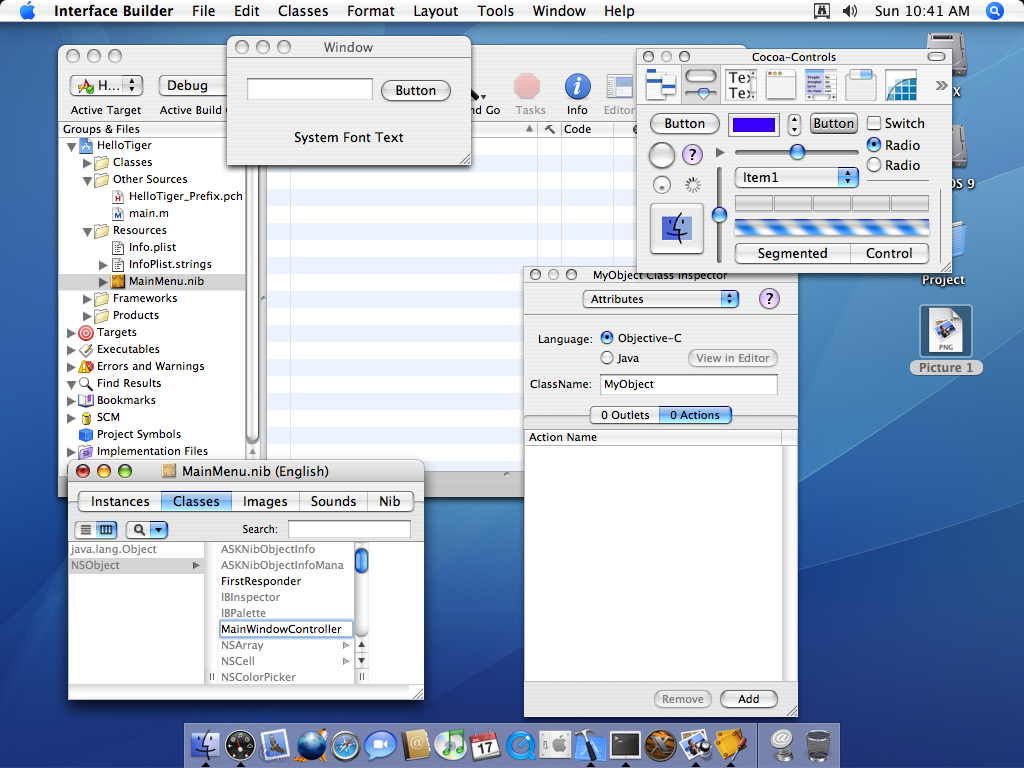 Interface Builder File Edit Classes Format Layout Tools Window Help Sun 10:41 AM
H... Debug
Active Target Active Build nd Go Tasks Info Editor
Groups & Files Code
HelloTiger
Classes
Other Sources
HelloTiger_Prefix.pch
main.m
Resources
Info.plist
InfoPlist.strings
MainMenu.nib
Frameworks
Products
Targets
Executables
Errors and Warnings
Find Results
Bookmarks
SCM
Project Symbols
Implementation Files
Window
Button
System Font Text
Cocoa-Controls
Tex
Tex
Button Button Switch
Radio
? Radio
Item1
Segmented Control
X
OS 9
Project
PNG
Picture 1
MyObject Class Inspector
Attributes ?
Language: Objective-C
Java View in Editor
ClassName: MyObject
0 Outlets 0 Actions
Action Name
Remove Add
MainMenu.nib (English)
Instances Classes Images Sounds Nib
Search:
java.lang.Object
NSObject
ASKNibObjectInfo
ASKNibObjectInfoMana
FirstResponder
IBInspector
IBPalette
MainWindowController
NSArray
NSCell
NSColorPicker
17